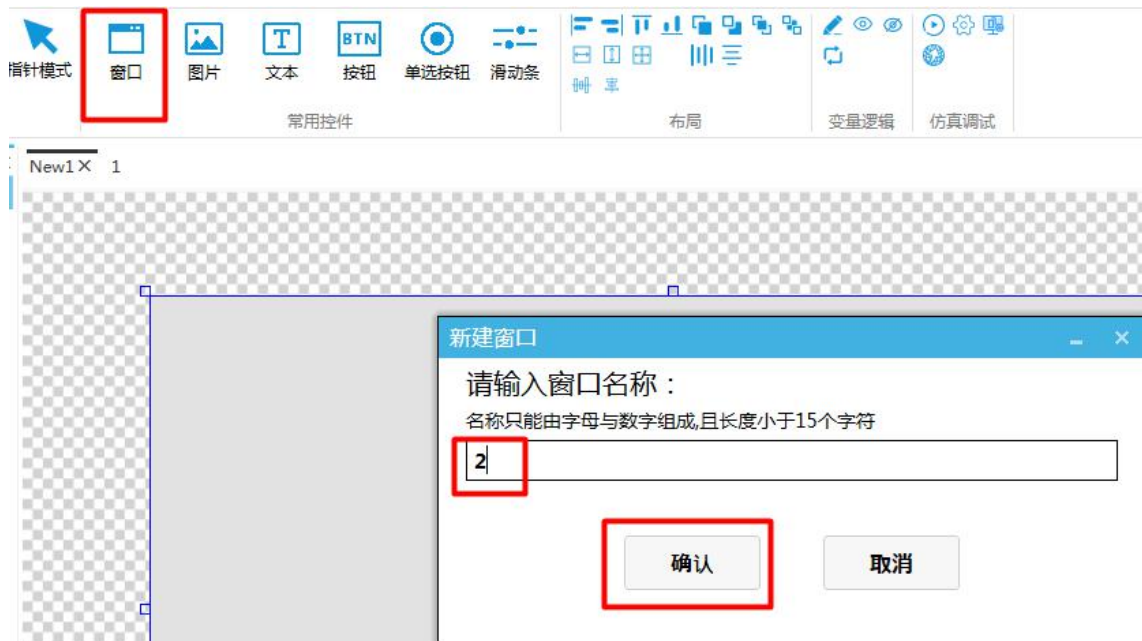 指针模式 窗口 图片 文本 按钮 单选按钮 滑动条
T BTN
常用控件 布局 变量逻辑 仿真调试
New1× 1
新建窗口
请输入窗口名称：
名称只能由字母与数字组成,且长度小于15个字符
2
确认 取消